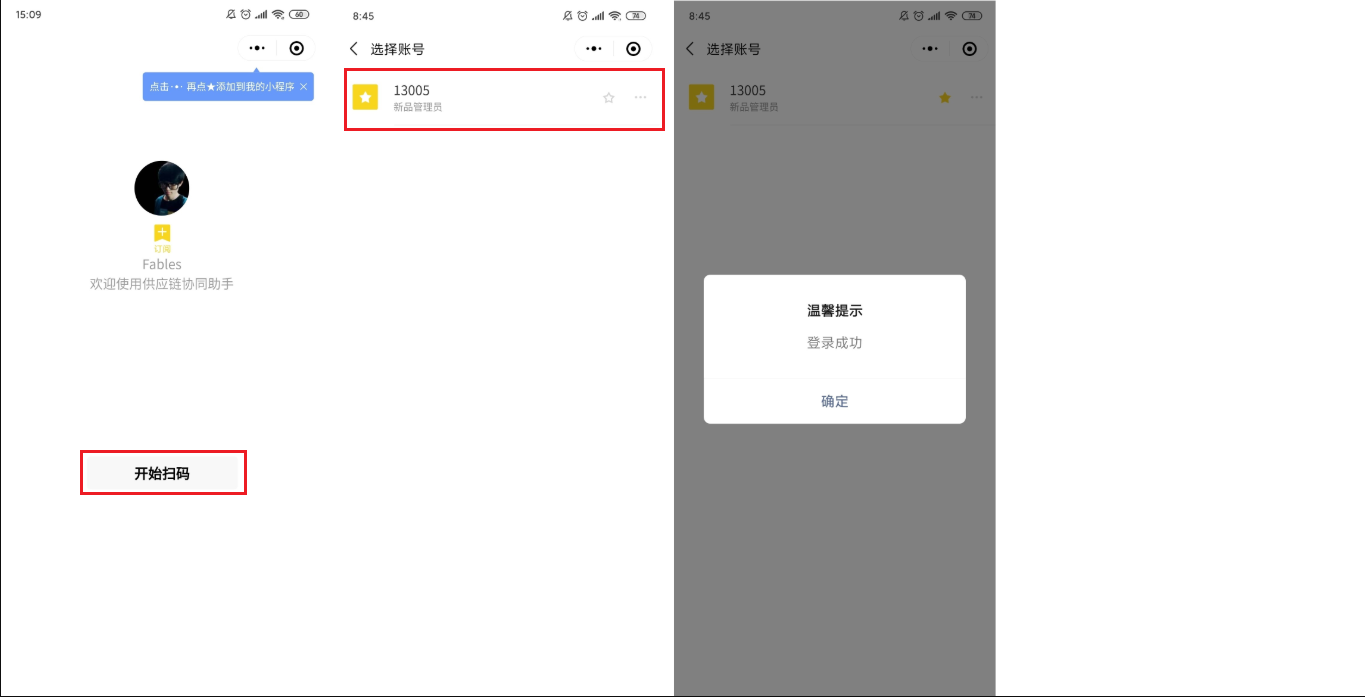 15:09
60
点击·•· 再点★添加到我的小程序 ×
订阅
Fables
欢迎使用供应链协同助手
开始扫码
8:45
74
选择账号
13005
新品管理员
8:45
74
选择账号
13005
新品管理员
温馨提示
登录成功
确定